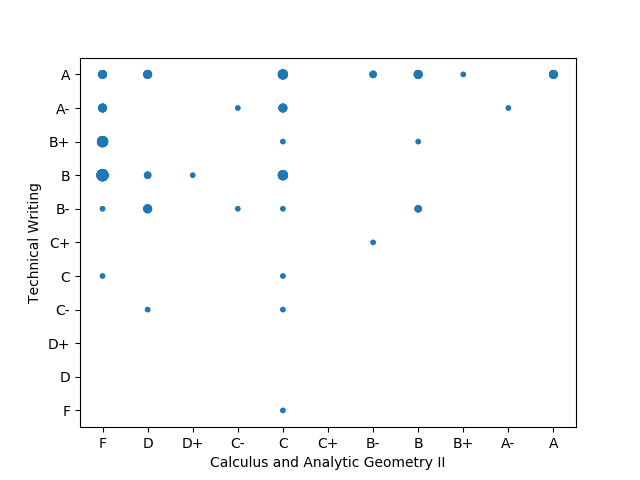 A
A-
B+
B
B-
C+
C
C-
D+
D
F
Technical Writing
F D D+ C- C C+ B- B B+ A- A
Calculus and Analytic Geometry II